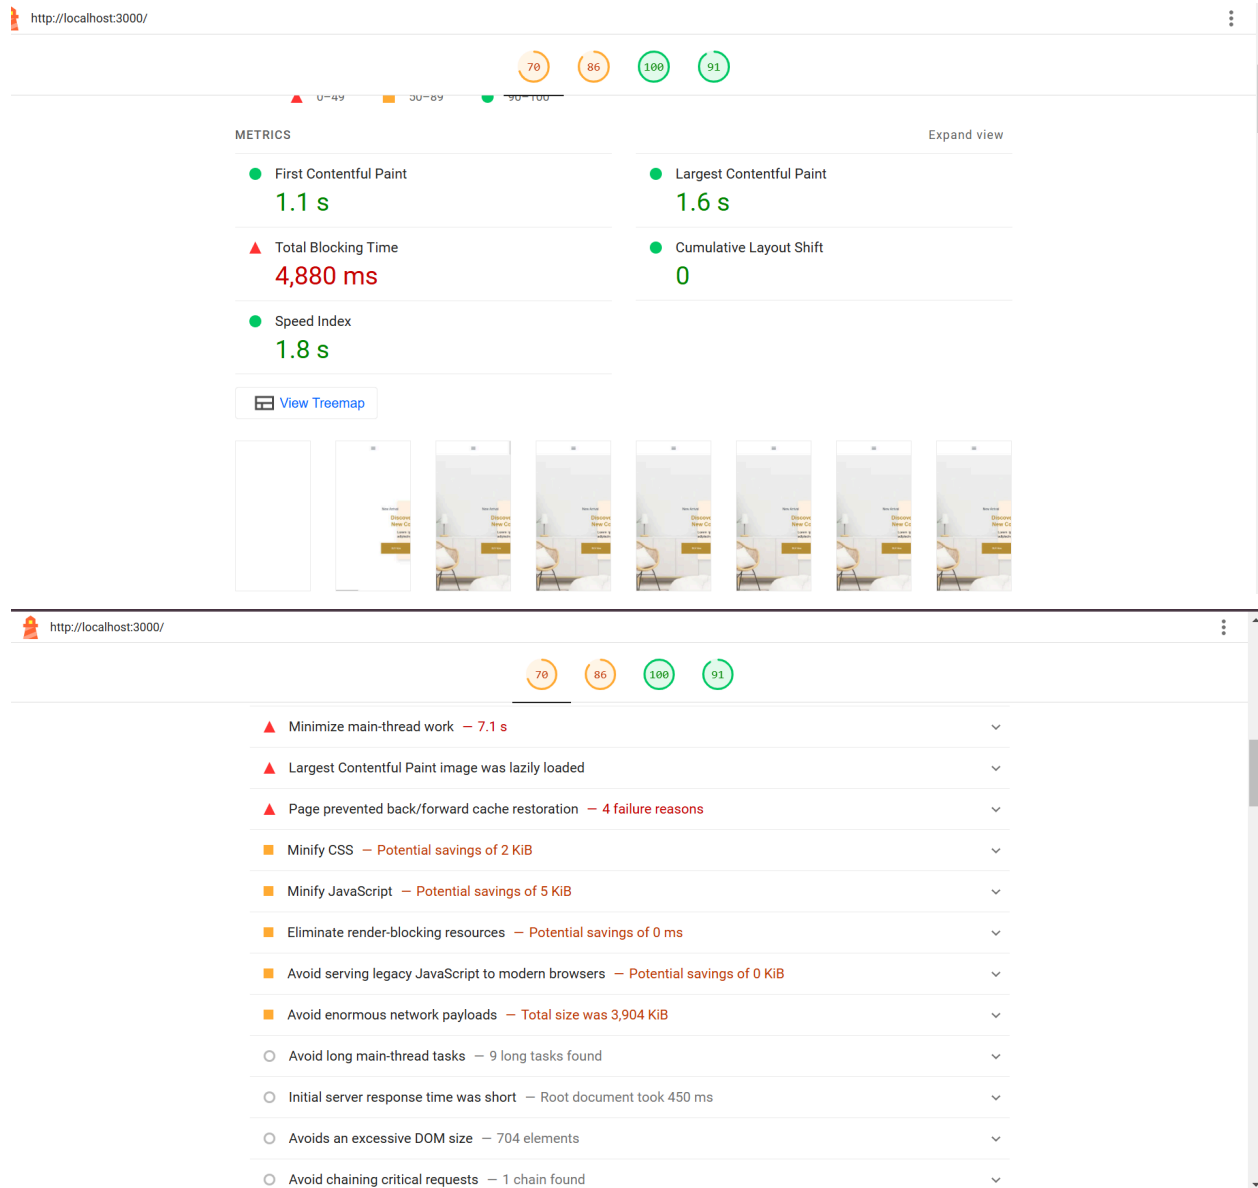 http://localhost:3000/
70 86 100 91
0–49 50–89 90–100
METRICS Expand view
First Contentful Paint
1.1 s
Largest Contentful Paint
1.6 s
Total Blocking Time
4,880 ms
Cumulative Layout Shift
0
Speed Index
1.8 s
View Treemap
http://localhost:3000/
70 86 100 91
Minimize main-thread work — 7.1 s
Largest Contentful Paint image was lazily loaded
Page prevented back/forward cache restoration — 4 failure reasons
Minify CSS — Potential savings of 2 KiB
Minify JavaScript — Potential savings of 5 KiB
Eliminate render-blocking resources — Potential savings of 0 ms
Avoid serving legacy JavaScript to modern browsers — Potential savings of 0 KiB
Avoid enormous network payloads — Total size was 3,904 KiB
Avoid long main-thread tasks — 9 long tasks found
Initial server response time was short — Root document took 450 ms
Avoids an excessive DOM size — 704 elements
Avoid chaining critical requests — 1 chain found